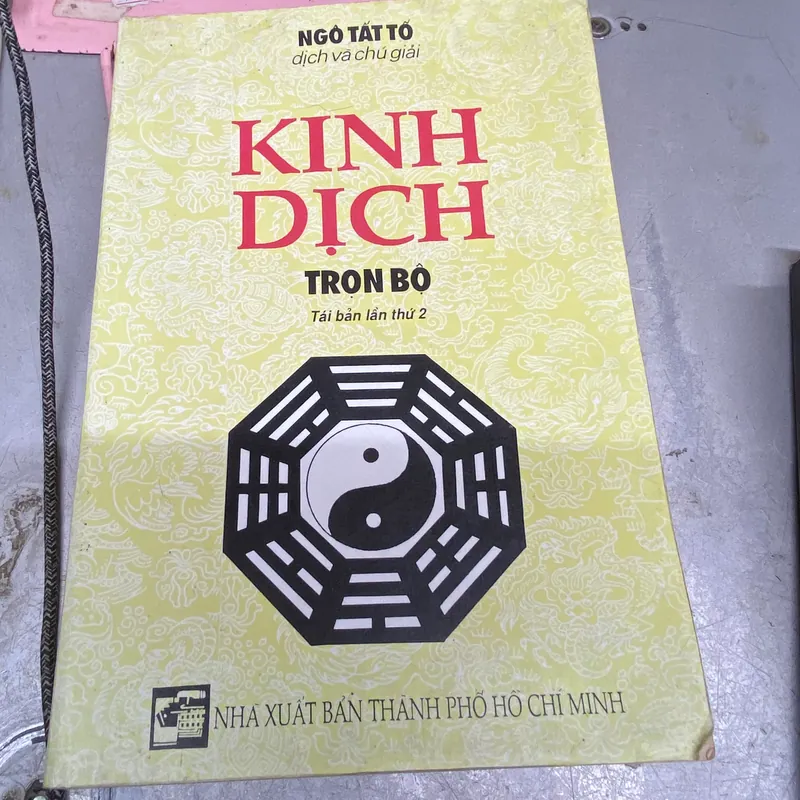 NGÔ TẤT TỐ
dịch và chú giải
KINH
DỊCH
TRỌN BỘ
Tái bản lần thứ 2
NHÀ XUẤT BẢN THÀNH PHỐ HỒ CHÍ MINH